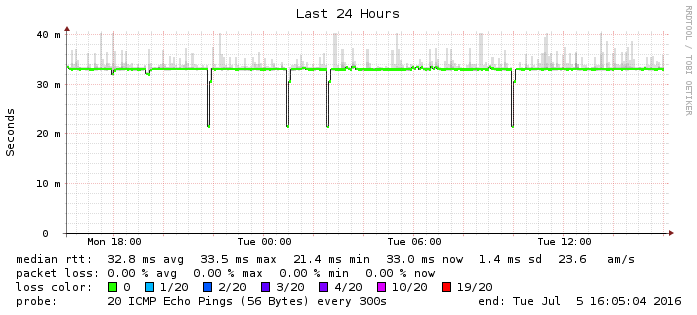 Last 24 Hours
RRDTOOL / TOBI OETIKER
Seconds
40 m
30 m
20 m
10 m
0
Mon 18:00 Tue 00:00 Tue 06:00 Tue 12:00
median rtt: 32.8 ms avg 33.5 ms max 21.4 ms min 33.0 ms now 1.4 ms sd 23.6 am/s
packet loss: 0.00 % avg 0.00 % max 0.00 % min 0.00 % now
loss color: 0 1/20 2/20 3/20 4/20 10/20 19/20
probe: 20 ICMP Echo Pings (56 Bytes) every 300s end: Tue Jul 5 16:05:04 2016